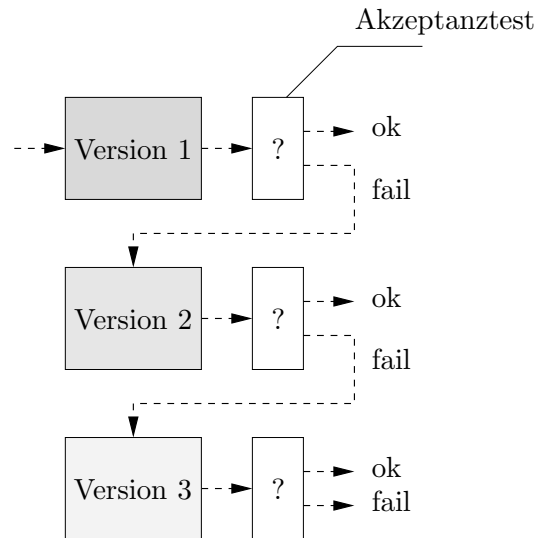 Akzeptanztest
Version 1
?
ok
fail
Version 2
?
ok
fail
Version 3
?
ok
fail